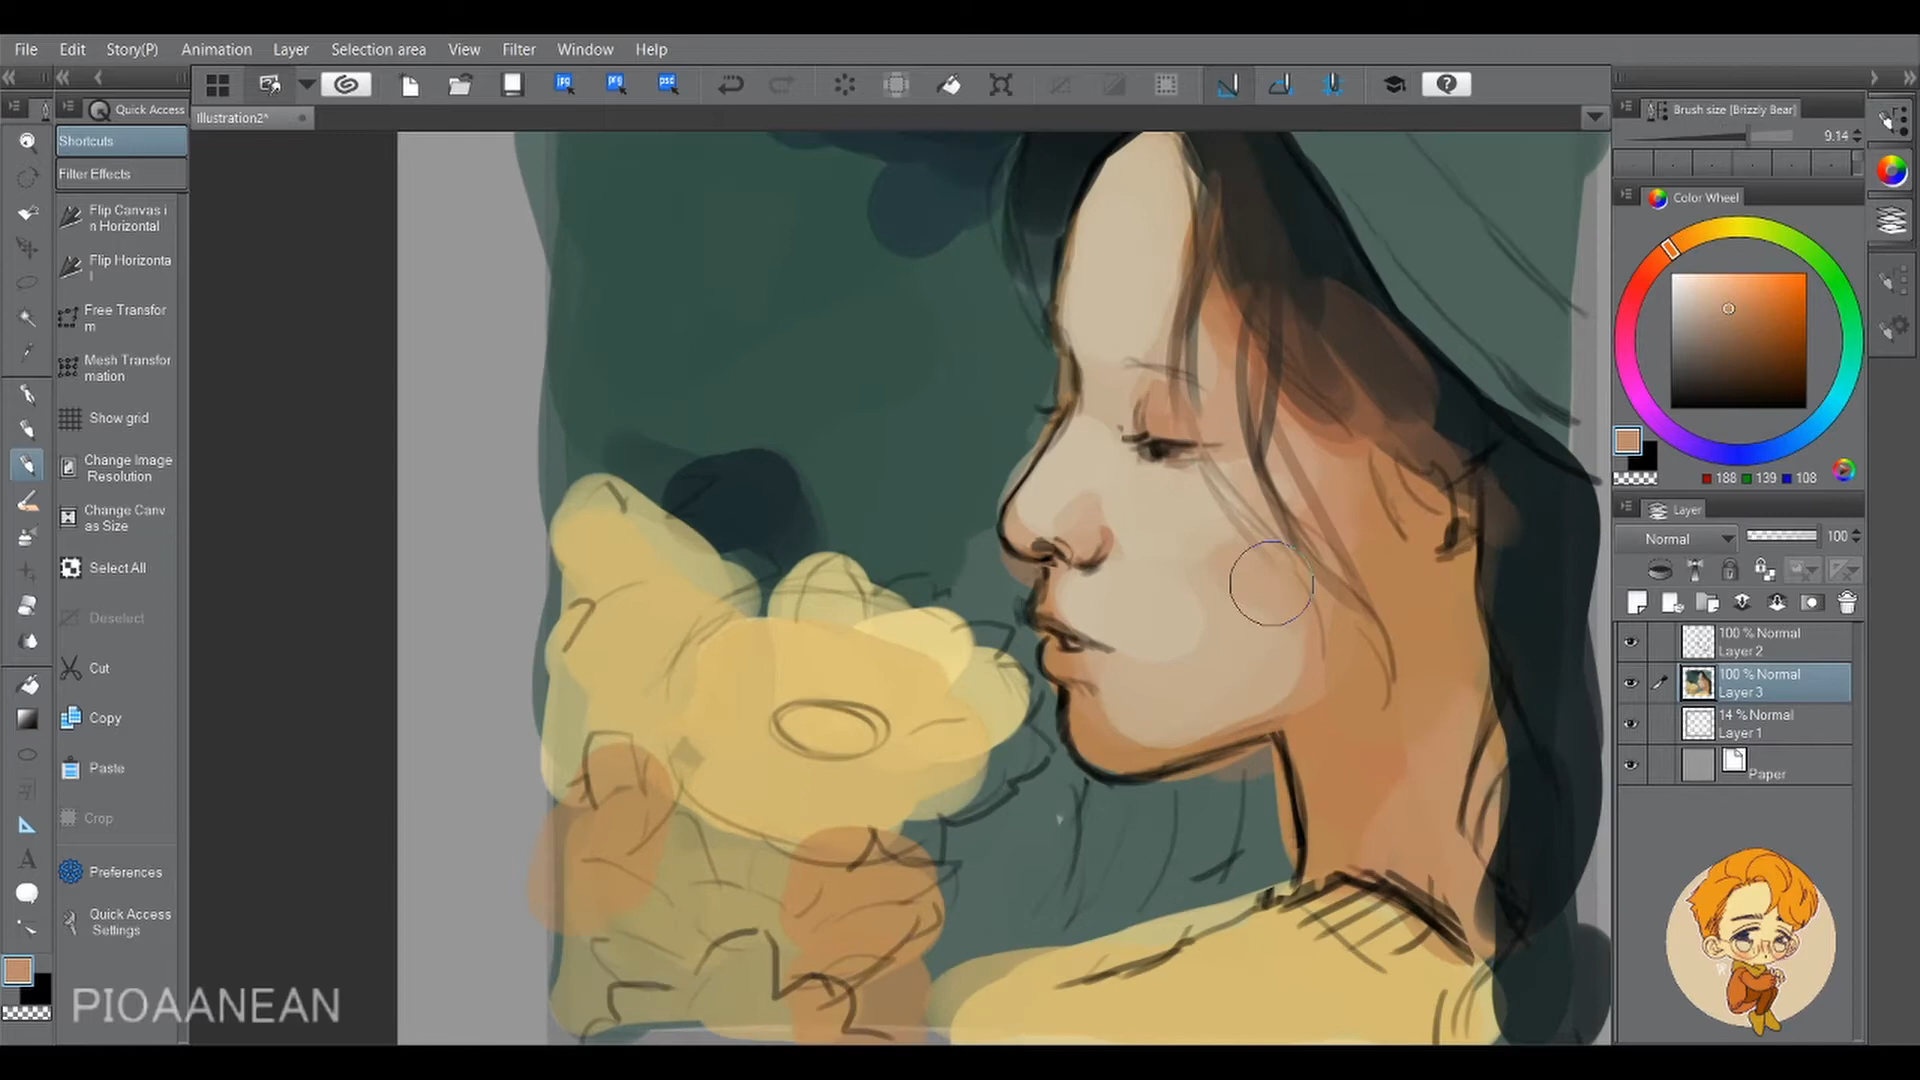 File Edit Story(P) Animation Layer Selection area View Filter Window Help
Quick Access
Illustration2*
Shortcuts
Filter Effects
Flip Canvas i
n Horizontal
Flip Horizonta
l
Free Transfor
m
Mesh Transfor
mation
Show grid
Change Image
Resolution
Change Canv
as Size
Select All
Deselect
Cut
Copy
Paste
Crop
Preferences
Quick Access
Settings
PIOAANEAN
jpg
png
psd
?
Brush size [Brizzly Bear]
9.14
Color Wheel
188 139 108
Layer
Normal 100
100 % Normal
Layer 2
100 % Normal
Layer 3
14 % Normal
Layer 1
Paper